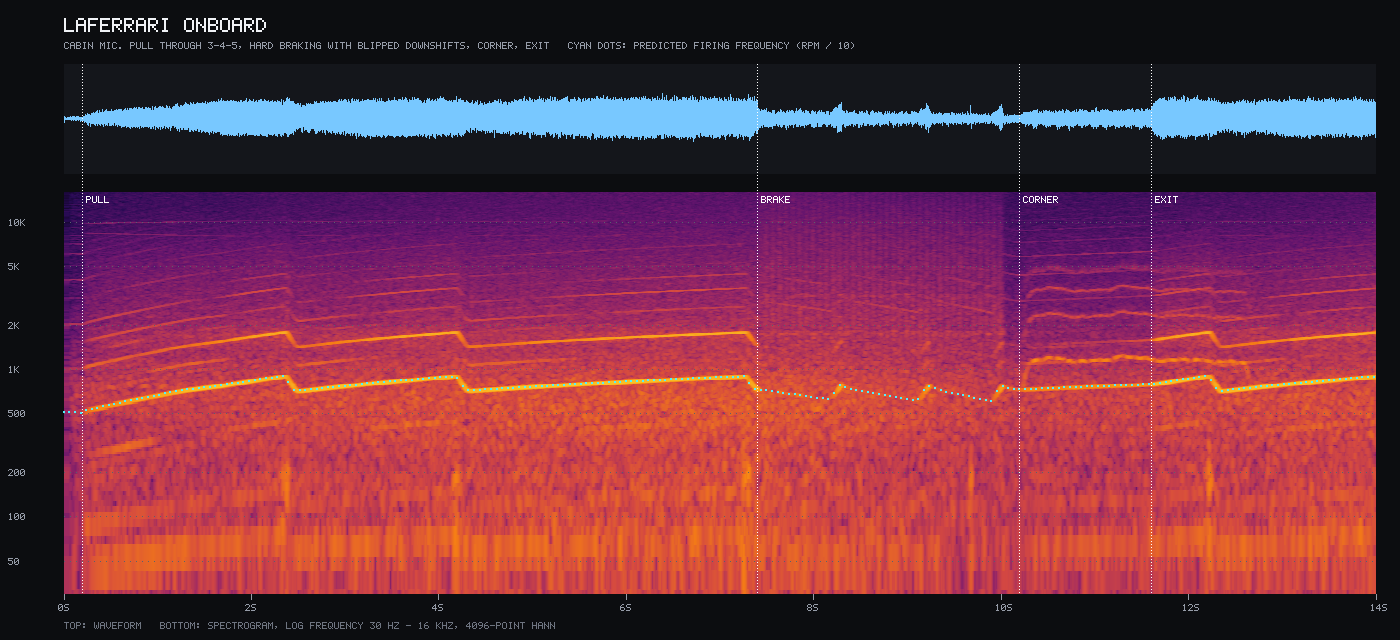 LAFERRARI ONBOARD
CABIN MIC. PULL THROUGH 3-4-5, HARD BRAKING WITH BLIPPED DOWNSHIFTS, CORNER, EXIT   CYAN DOTS: PREDICTED FIRING FREQUENCY (RPM / 10)
PULL
BRAKE
CORNER
EXIT
10K
5K
2K
1K
500
200
100
50
0S
2S
4S
6S
8S
10S
12S
14S
TOP: WAVEFORM   BOTTOM: SPECTROGRAM, LOG FREQUENCY 30 HZ - 16 KHZ, 4096-POINT HANN